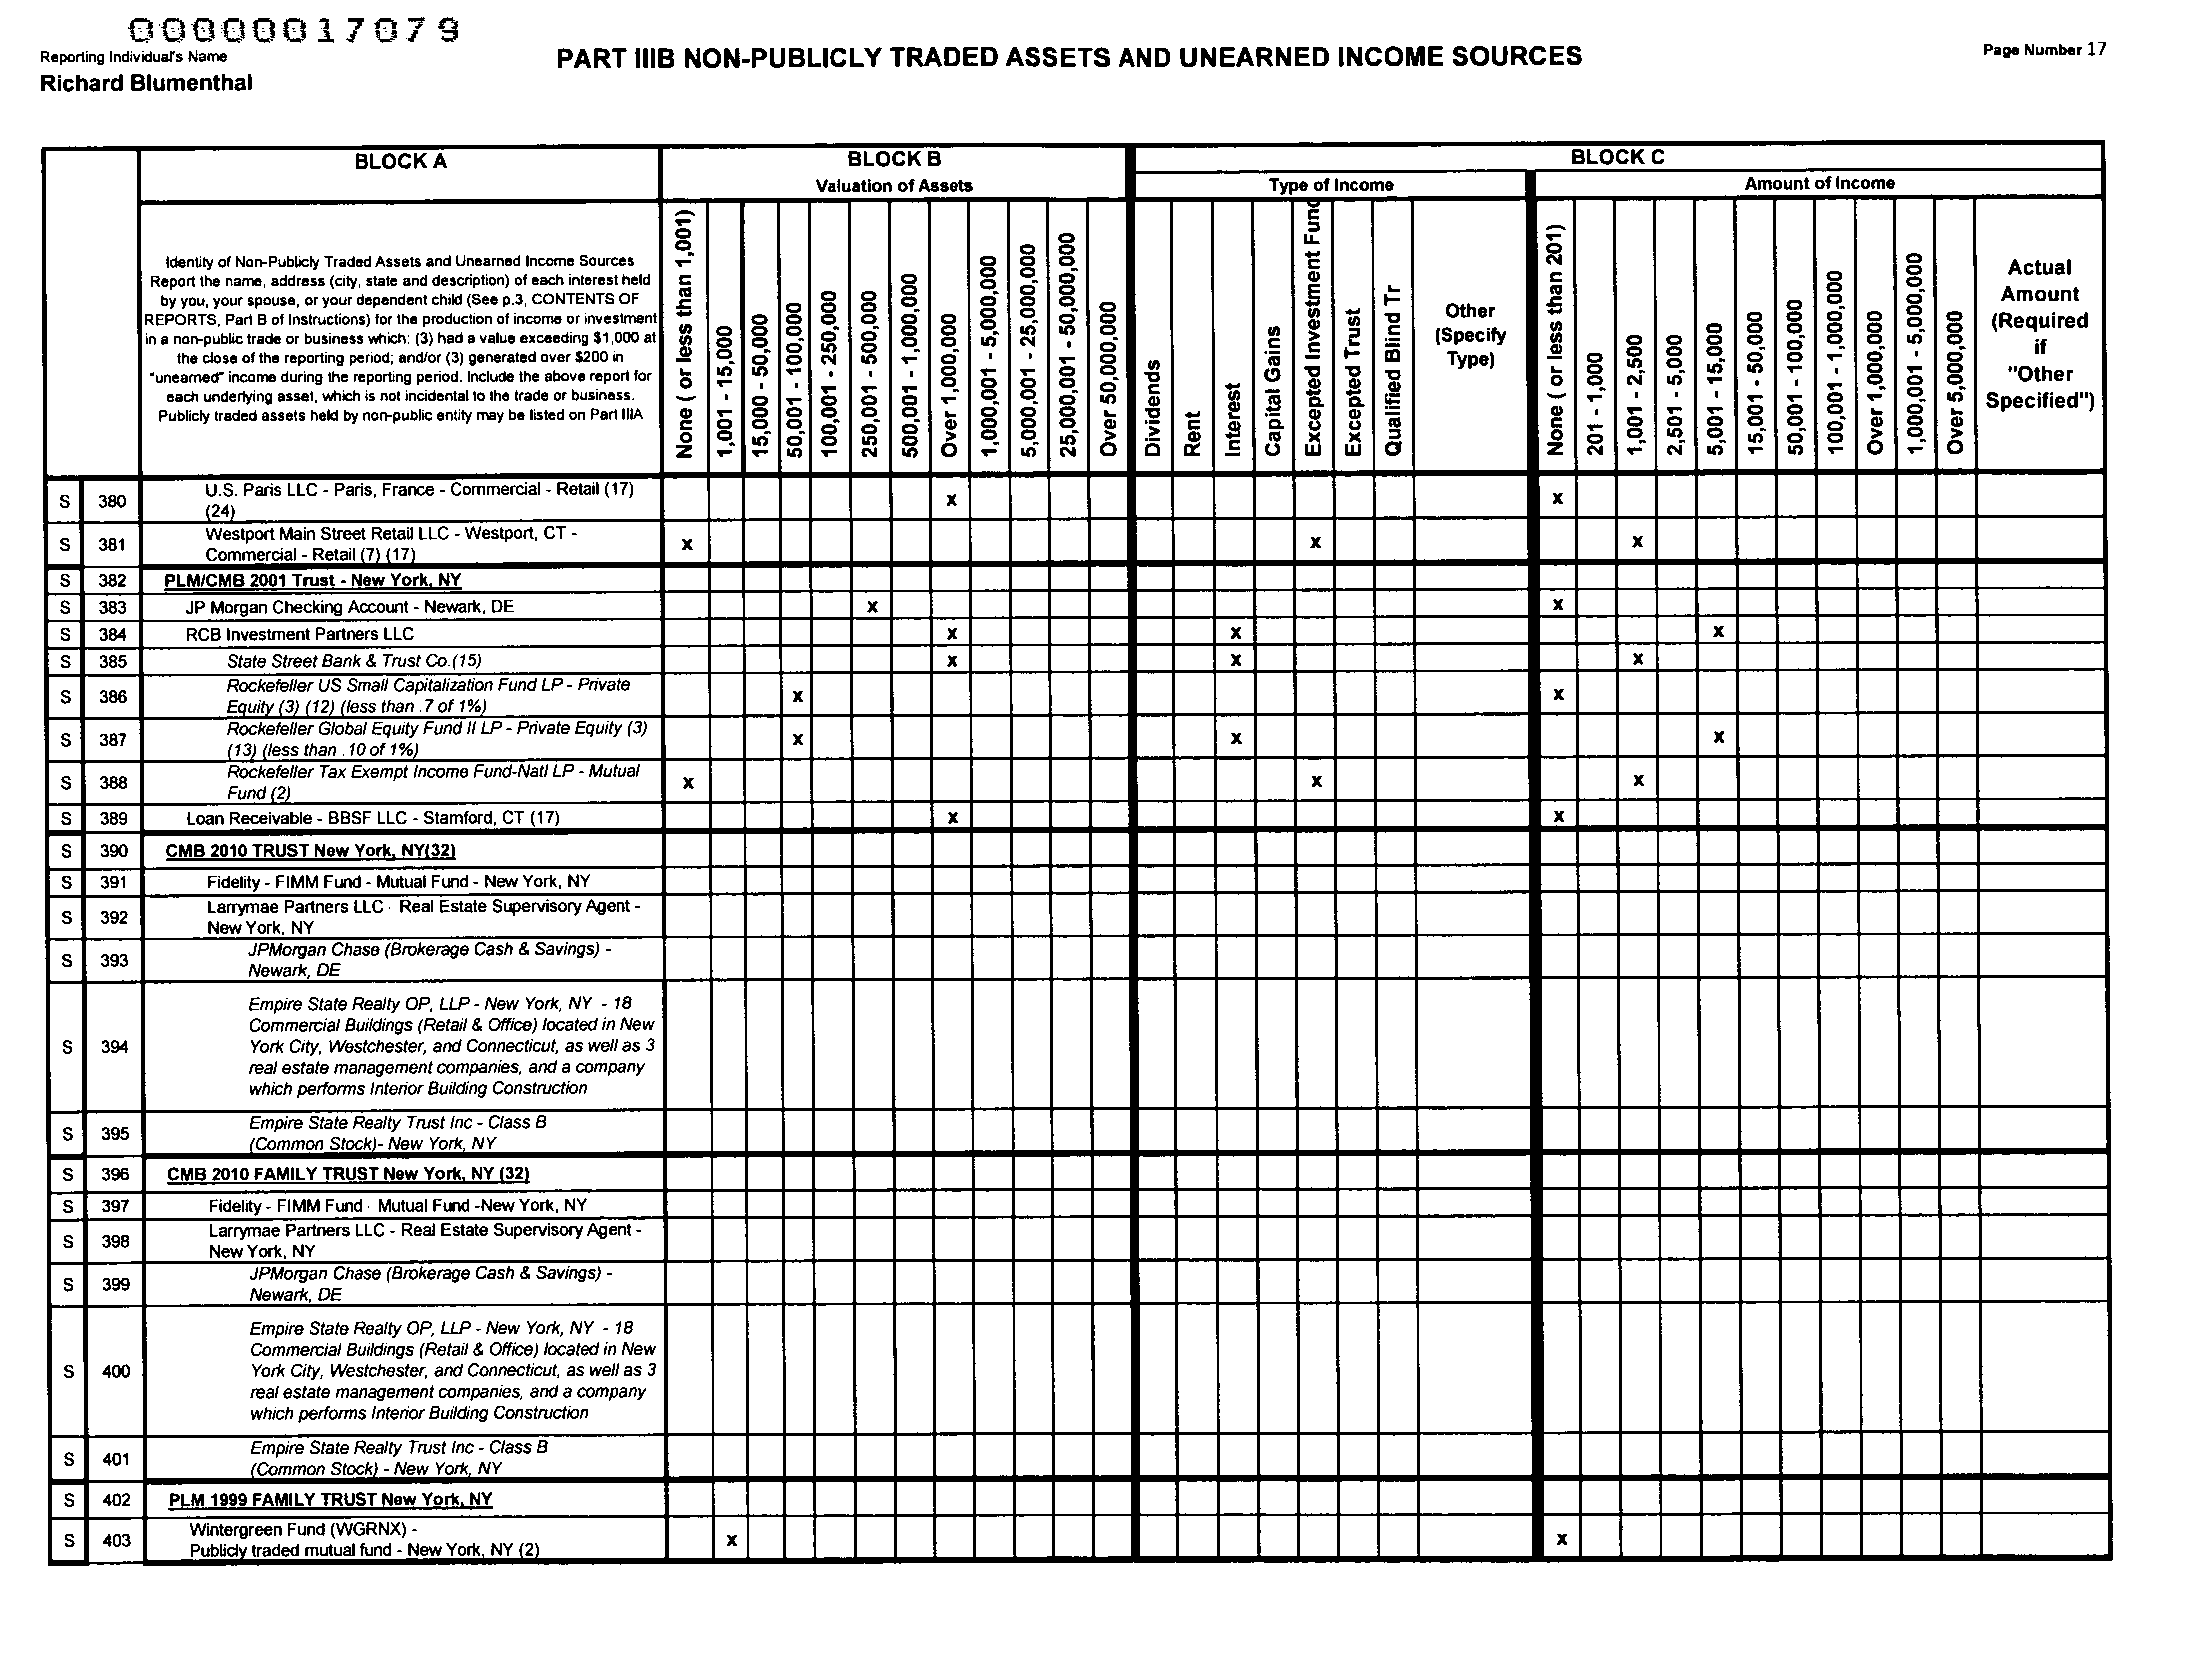 00000017079
Reporting Individual's Name
Richard Blumenthal
PART IIIB NON-PUBLICLY TRADED ASSETS AND UNEARNED INCOME SOURCES
Page Number 17
BLOCK A
BLOCK B
BLOCK C
Valuation of Assets
Type of Income
Amount of Income
Identity of Non-Publicly Traded Assets and Unearned Income Sources
Report the name, address (city, state and description) of each interest held
by you, your spouse, or your dependent child (See p.3, CONTENTS OF
REPORTS, Part B of Instructions) for the production of income or investment
in a non-public trade or business which: (3) had a value exceeding $1,000 at
the close of the reporting period; and/or (3) generated over $200 in
"unearned" income during the reporting period. Include the above report for
each underlying asset, which is not incidental to the trade or business.
Publicly traded assets held by non-public entity may be listed on Part IIIA
None ( or less than 1,001)
1,001 - 15,000
15,000 - 50,000
50,001 - 100,000
100,001 - 250,000
250,001 - 500,000
500,001 - 1,000,000
Over 1,000,000
1,000,001 - 5,000,000
5,000,001 - 25,000,000
25,000,001 - 50,000,000
Over 50,000,000
Dividends
Rent
Interest
Capital Gains
Excepted Investment Fund
Excepted Trust
Qualified Blind Tr
Other
(Specify
Type)
None ( or less than 201)
201 - 1,000
1,001 - 2,500
2,501 - 5,000
5,001 - 15,000
15,001 - 50,000
50,001 - 100,000
100,001 - 1,000,000
Over 1,000,000
1,000,001 - 5,000,000
Over 5,000,000
Actual
Amount
(Required
if
"Other
Specified")
S 380 U.S. Paris LLC - Paris, France - Commercial - Retail (17)
(24) x x
S 381 Westport Main Street Retail LLC - Westport, CT -
Commercial - Retail (7) (17) x x x
S 382 PLM/CMB 2001 Trust - New York, NY
S 383 JP Morgan Checking Account - Newark, DE x x
S 384 RCB Investment Partners LLC x x x
S 385 State Street Bank & Trust Co.(15) x x x
S 386 Rockefeller US Small Capitalization Fund LP - Private
Equity (3) (12) (less than .7 of 1%) x x
S 387 Rockefeller Global Equity Fund II LP - Private Equity (3)
(13) (less than .10 of 1%) x x x
S 388 Rockefeller Tax Exempt Income Fund-Natl LP - Mutual
Fund (2) x x x
S 389 Loan Receivable - BBSF LLC - Stamford, CT (17) x x
S 390 CMB 2010 TRUST New York, NY(32)
S 391 Fidelity - FIMM Fund - Mutual Fund - New York, NY
S 392 Larrymae Partners LLC - Real Estate Supervisory Agent -
New York, NY
S 393 JPMorgan Chase (Brokerage Cash & Savings) -
Newark, DE
S 394 Empire State Realty OP, LLP - New York, NY - 18
Commercial Buildings (Retail & Office) located in New
York City, Westchester, and Connecticut, as well as 3
real estate management companies, and a company
which performs Interior Building Construction
S 395 Empire State Realty Trust Inc - Class B
(Common Stock)- New York, NY
S 396 CMB 2010 FAMILY TRUST New York, NY (32)
S 397 Fidelity - FIMM Fund - Mutual Fund -New York, NY
S 398 Larrymae Partners LLC - Real Estate Supervisory Agent -
New York, NY
S 399 JPMorgan Chase (Brokerage Cash & Savings) -
Newark, DE
S 400 Empire State Realty OP, LLP - New York, NY - 18
Commercial Buildings (Retail & Office) located in New
York City, Westchester, and Connecticut, as well as 3
real estate management companies, and a company
which performs Interior Building Construction
S 401 Empire State Realty Trust Inc - Class B
(Common Stock) - New York, NY
S 402 PLM 1999 FAMILY TRUST New York, NY
S 403 Wintergreen Fund (WGRNX) -
Publicly traded mutual fund - New York, NY (2) x x